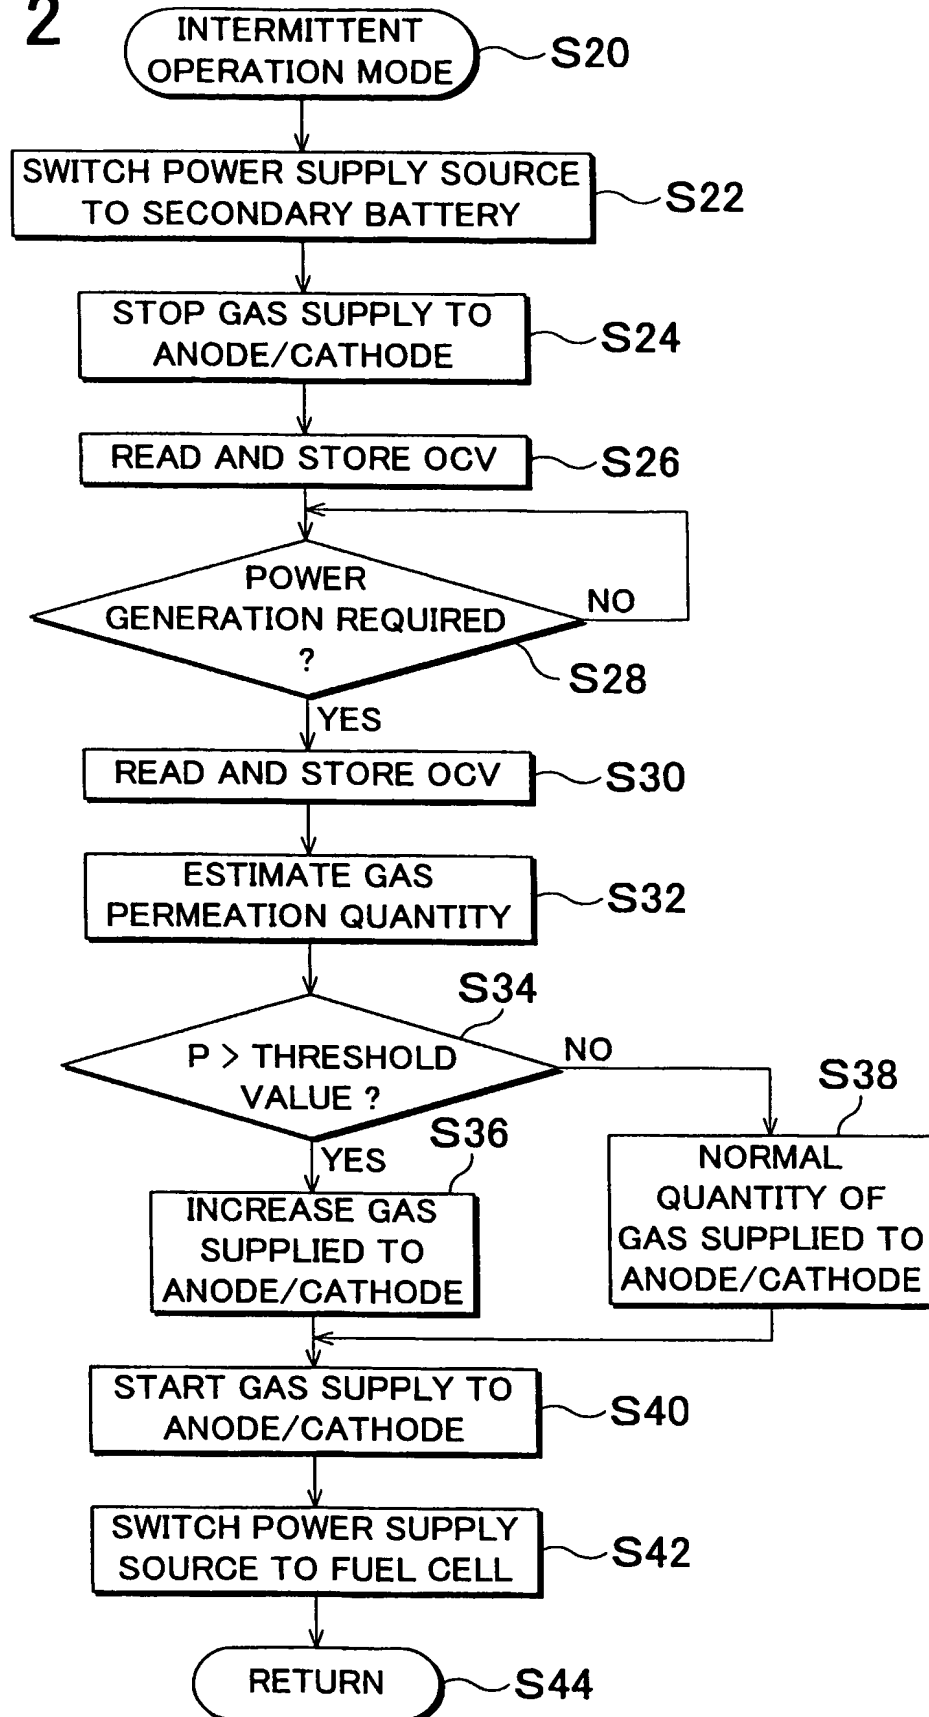 2
INTERMITTENT
OPERATION MODE
S20
SWITCH POWER SUPPLY SOURCE
TO SECONDARY BATTERY
S22
STOP GAS SUPPLY TO
ANODE/CATHODE
S24
READ AND STORE OCV
S26
POWER
GENERATION REQUIRED
?
NO
S28
YES
READ AND STORE OCV
S30
ESTIMATE GAS
PERMEATION QUANTITY
S32
S34
P > THRESHOLD
VALUE ?
NO
YES
S36
INCREASE GAS
SUPPLIED TO
ANODE/CATHODE
S38
NORMAL
QUANTITY OF
GAS SUPPLIED TO
ANODE/CATHODE
START GAS SUPPLY TO
ANODE/CATHODE
S40
SWITCH POWER SUPPLY
SOURCE TO FUEL CELL
S42
RETURN
S44